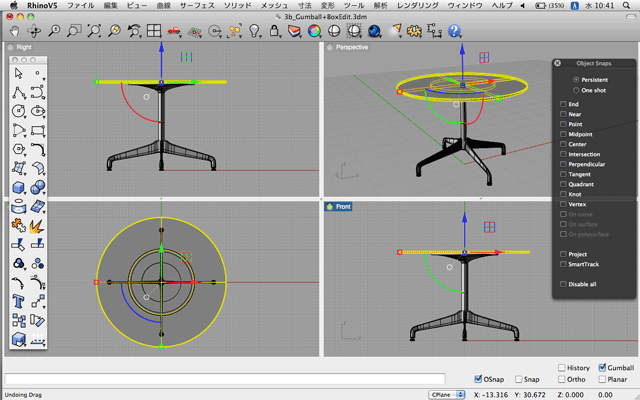 RhinoV5 ファイル 編集 ビュー 曲線 サーフェス ソリッド メッシュ 寸法 変形 ツール 解析 レンダリング ウィンドウ ヘルプ (35%) 水 10:41
3b_Gumball+BoxEdit.3dm
Right
Perspective
Front
Object Snaps
Persistent
One shot
End
Near
Point
Midpoint
Center
Intersection
Perpendicular
Tangent
Quadrant
Knot
Vertex
On curve
On surface
On polysurface
Project
SmartTrack
Disable all
History Gumball
OSnap Snap Ortho Planar
Undoing Drag CPlane X: -13.316 Y: 30.672 Z: 0.000 0.00